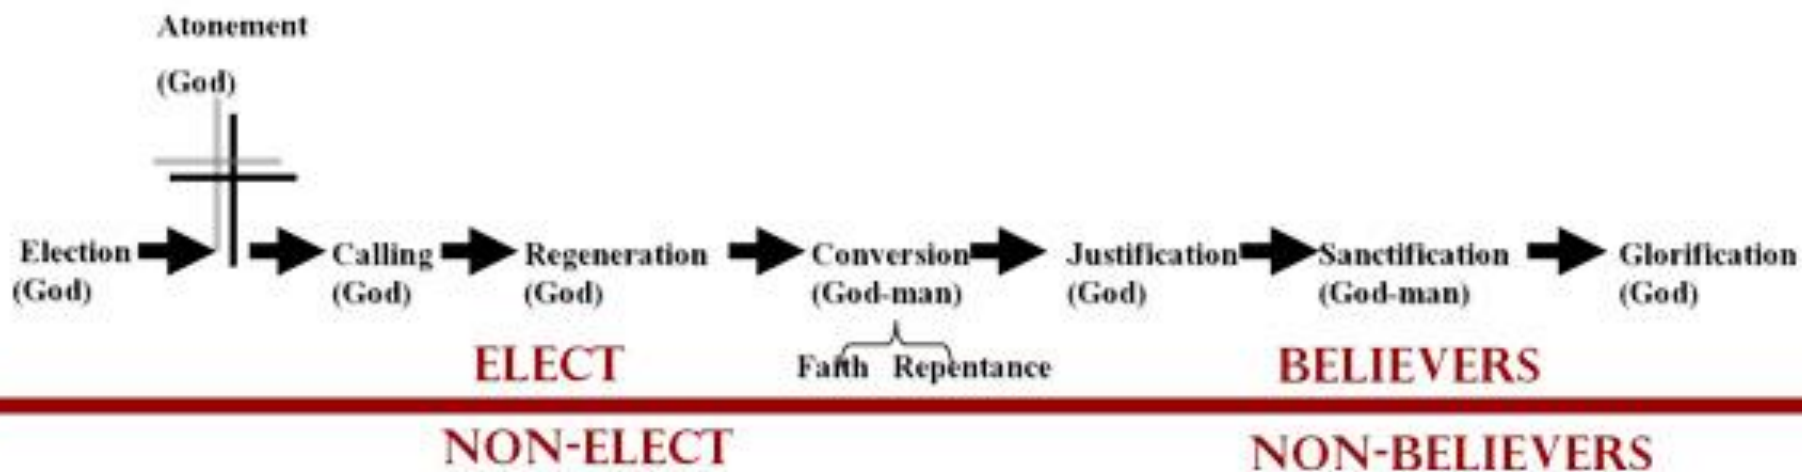 Atonement
(God)
Election Calling Regeneration Conversion Justification Sanctification Glorification
(God) (God) (God) (God-man) (God) (God-man) (God)
ELECT Faith Repentance BELIEVERS
NON-ELECT NON-BELIEVERS